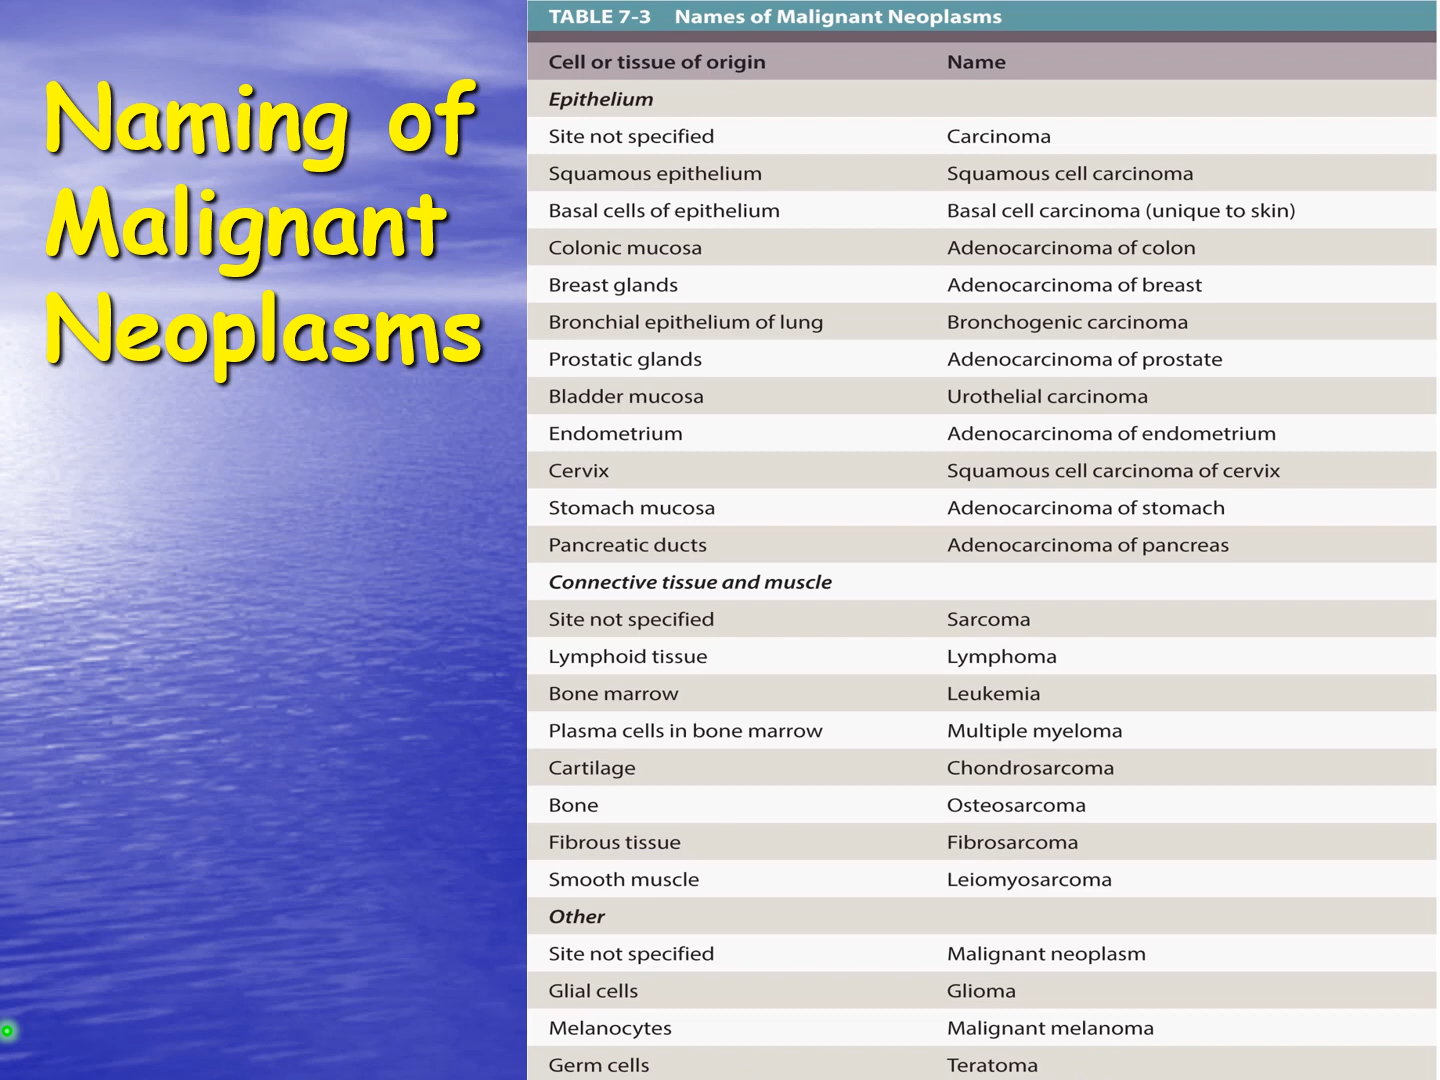 Naming of
Malignant
Neoplasms
TABLE 7-3 Names of Malignant Neoplasms
Cell or tissue of origin Name
Epithelium
Site not specified Carcinoma
Squamous epithelium Squamous cell carcinoma
Basal cells of epithelium Basal cell carcinoma (unique to skin)
Colonic mucosa Adenocarcinoma of colon
Breast glands Adenocarcinoma of breast
Bronchial epithelium of lung Bronchogenic carcinoma
Prostatic glands Adenocarcinoma of prostate
Bladder mucosa Urothelial carcinoma
Endometrium Adenocarcinoma of endometrium
Cervix Squamous cell carcinoma of cervix
Stomach mucosa Adenocarcinoma of stomach
Pancreatic ducts Adenocarcinoma of pancreas
Connective tissue and muscle
Site not specified Sarcoma
Lymphoid tissue Lymphoma
Bone marrow Leukemia
Plasma cells in bone marrow Multiple myeloma
Cartilage Chondrosarcoma
Bone Osteosarcoma
Fibrous tissue Fibrosarcoma
Smooth muscle Leiomyosarcoma
Other
Site not specified Malignant neoplasm
Glial cells Glioma
Melanocytes Malignant melanoma
Germ cells Teratoma